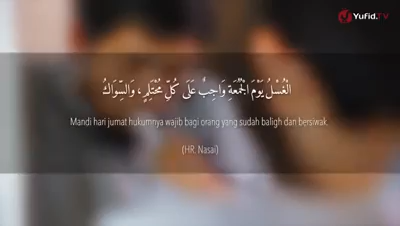 YUFID.TV
الْغُسْلُ يَوْمَ الْجُمُعَةِ وَاجِبٌ عَلَى كُلِّ مُحْتَلِمٍ، وَالسِّوَاكُ
Mandi hari jumat hukumnya wajib bagi orang yang sudah baligh dan bersiwak.
(HR. Nasai)